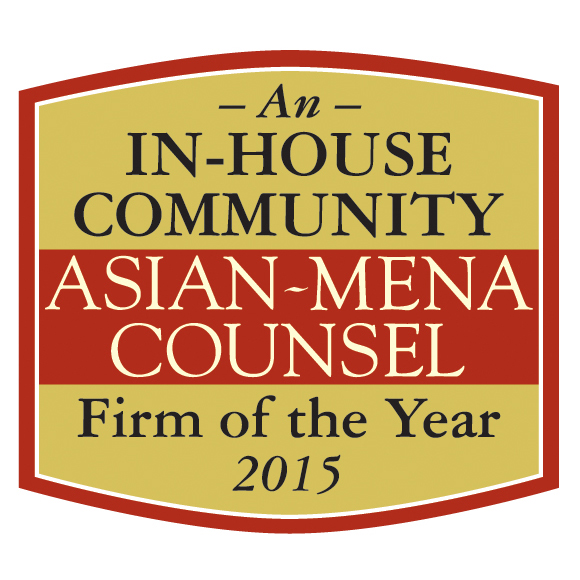 – An –
IN-HOUSE
COMMUNITY
ASIAN~MENA
COUNSEL
Firm of the Year
2015